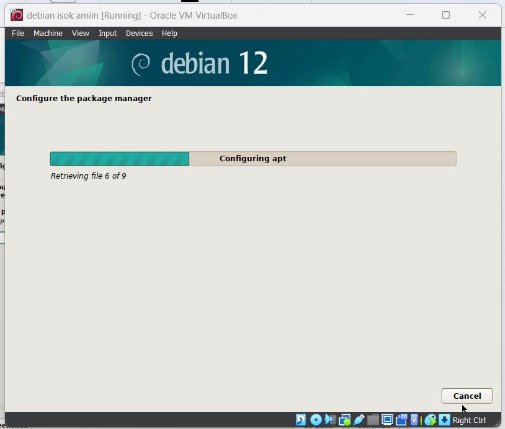 debian isok amiin [Running] - Oracle VM VirtualBox
File Machine View Input Devices Help
debian 12
Configure the package manager
Configuring apt
Retrieving file 6 of 9
Cancel
Right Ctrl